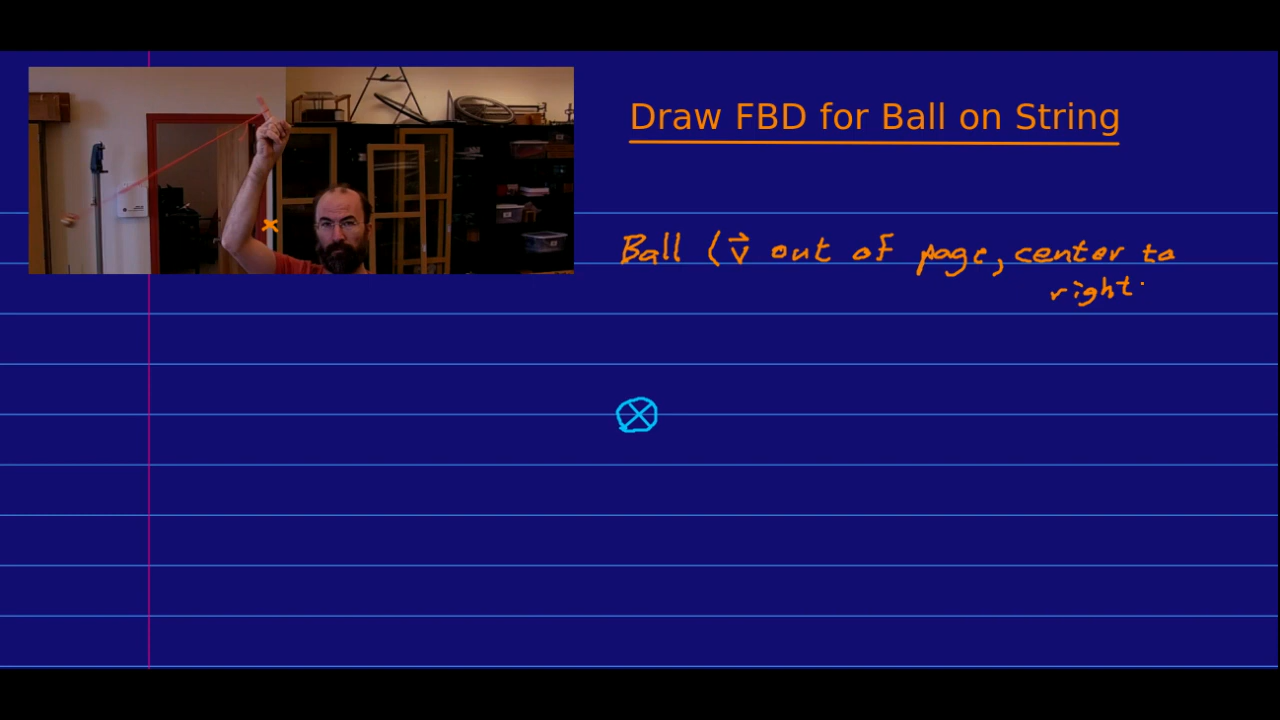 Draw FBD for Ball on String
Ball (v⃗ out of page, center to
right.